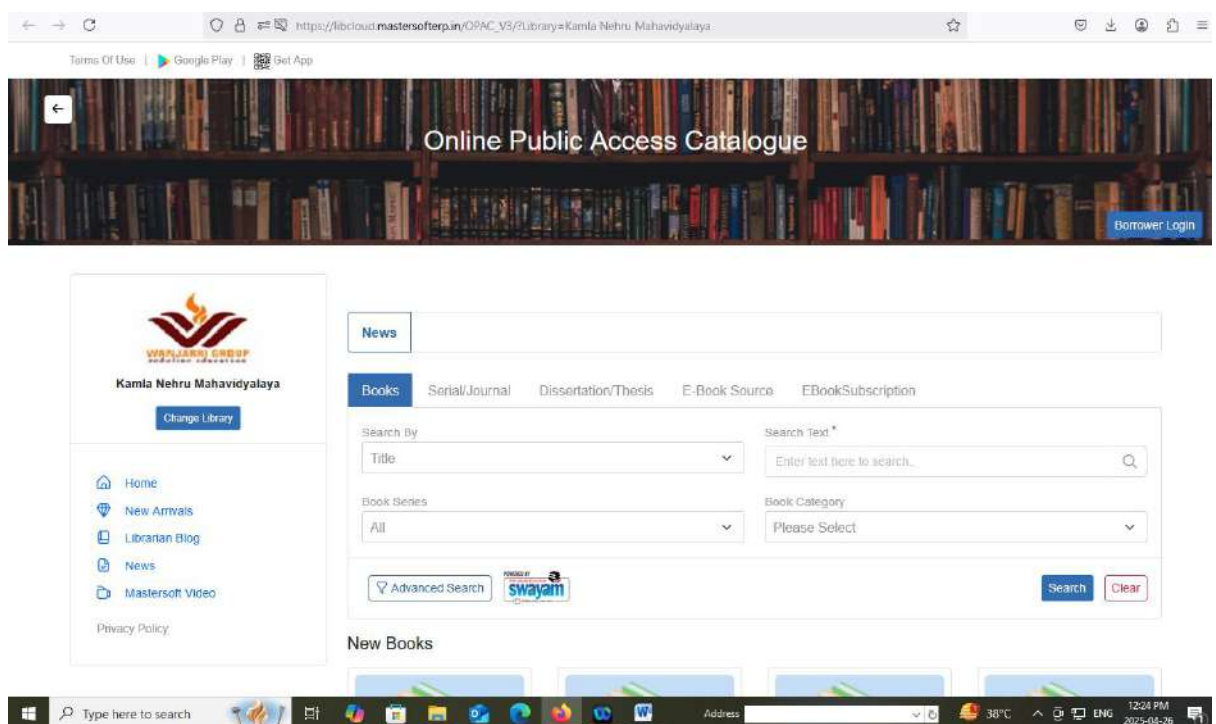 https://libcloud.mastersofterp.in/OPAC_V3/?Library=Kamla Nehru Mahavidyalaya
Terms Of Use | Google Play | Get App
Online Public Access Catalogue
Borrower Login
WANJARRI GROUP
Kamla Nehru Mahavidyalaya
Change Library
Home
New Arrivals
Librarian Blog
News
Mastersoft Video
Privacy Policy
News
Books Serial/Journal Dissertation/Thesis E-Book Source EBookSubscription
Search By Search Text *
Title Enter text here to search..
Book Series Book Category
All Please Select
Advanced Search POWERED BY swayam Search Clear
New Books
Type here to search Address 38°C ENG 12:24 PM
2025-04-26